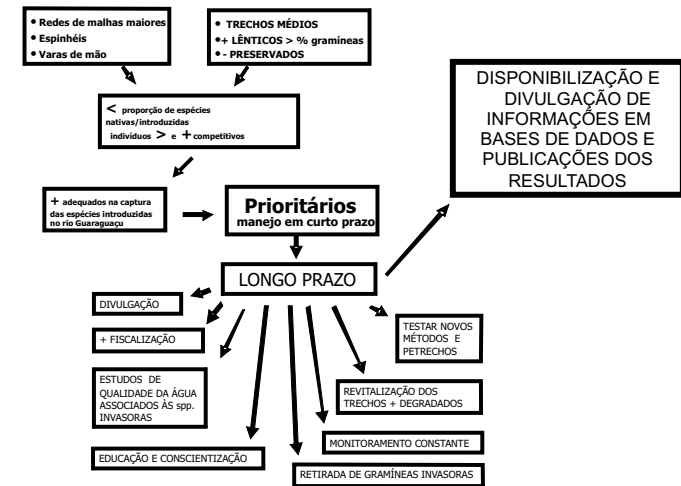 • Redes de malhas maiores
• Espinhéis
• Varas de mão
• TRECHOS MÉDIOS
•+ LÊNTICOS > % gramíneas
• - PRESERVADOS
< proporção de espécies
nativas/introduzidas
indivíduos > e + competitivos
+ adequados na captura
das espécies introduzidas
no rio Guaraguaçu
Prioritários
manejo em curto prazo
DISPONIBILIZAÇÃO E
DIVULGAÇÃO DE
INFORMAÇÕES EM
BASES DE DADOS E
PUBLICAÇÕES DOS
RESULTADOS
LONGO PRAZO
DIVULGAÇÃO
+ FISCALIZAÇÃO
ESTUDOS DE
QUALIDADE DA ÁGUA
ASSOCIADOS ÀS spp.
INVASORAS
EDUCAÇÃO E CONSCIENTIZAÇÃO
TESTAR NOVOS
MÉTODOS E
PETRECHOS
REVITALIZAÇÃO DOS
TRECHOS + DEGRADADOS
MONITORAMENTO CONSTANTE
RETIRADA DE GRAMÍNEAS INVASORAS